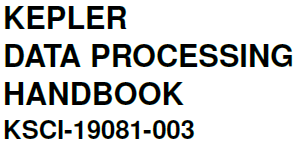 KEPLER
DATA PROCESSING
HANDBOOK
KSCI-19081-003